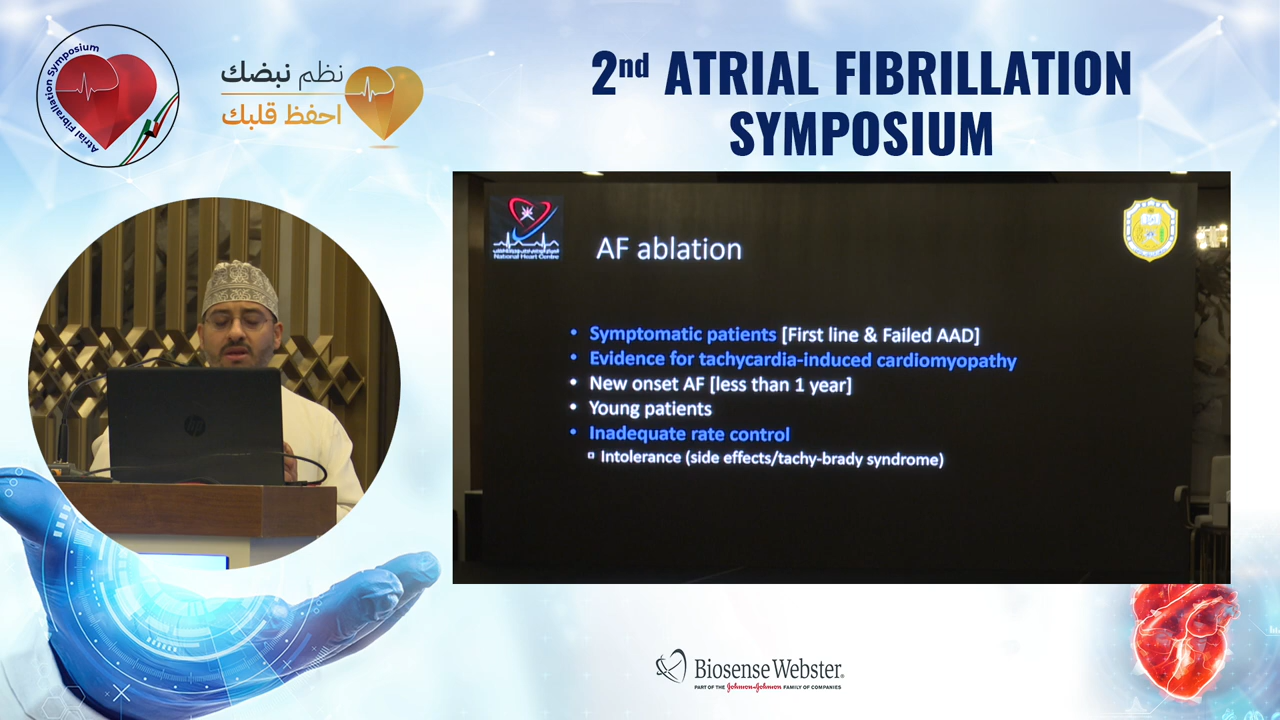 Atrial Fibrillation Symposium
نظم نبضك
احفظ قلبك
2nd ATRIAL FIBRILLATION
SYMPOSIUM
National Heart Centre
AF ablation
• Symptomatic patients [First line & Failed AAD]
• Evidence for tachycardia-induced cardiomyopathy
• New onset AF [less than 1 year]
• Young patients
• Inadequate rate control
▫ Intolerance (side effects/tachy-brady syndrome)
hp
Biosense Webster®
PART OF THE Johnson & Johnson FAMILY OF COMPANIES